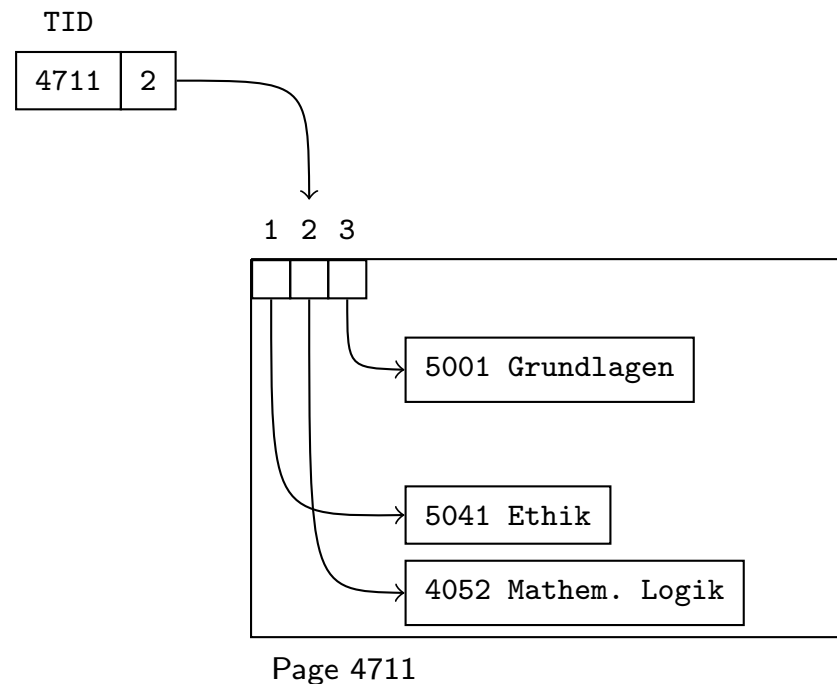 TID
4711 2
1 2 3
5001 Grundlagen
5041 Ethik
4052 Mathem. Logik
Page 4711